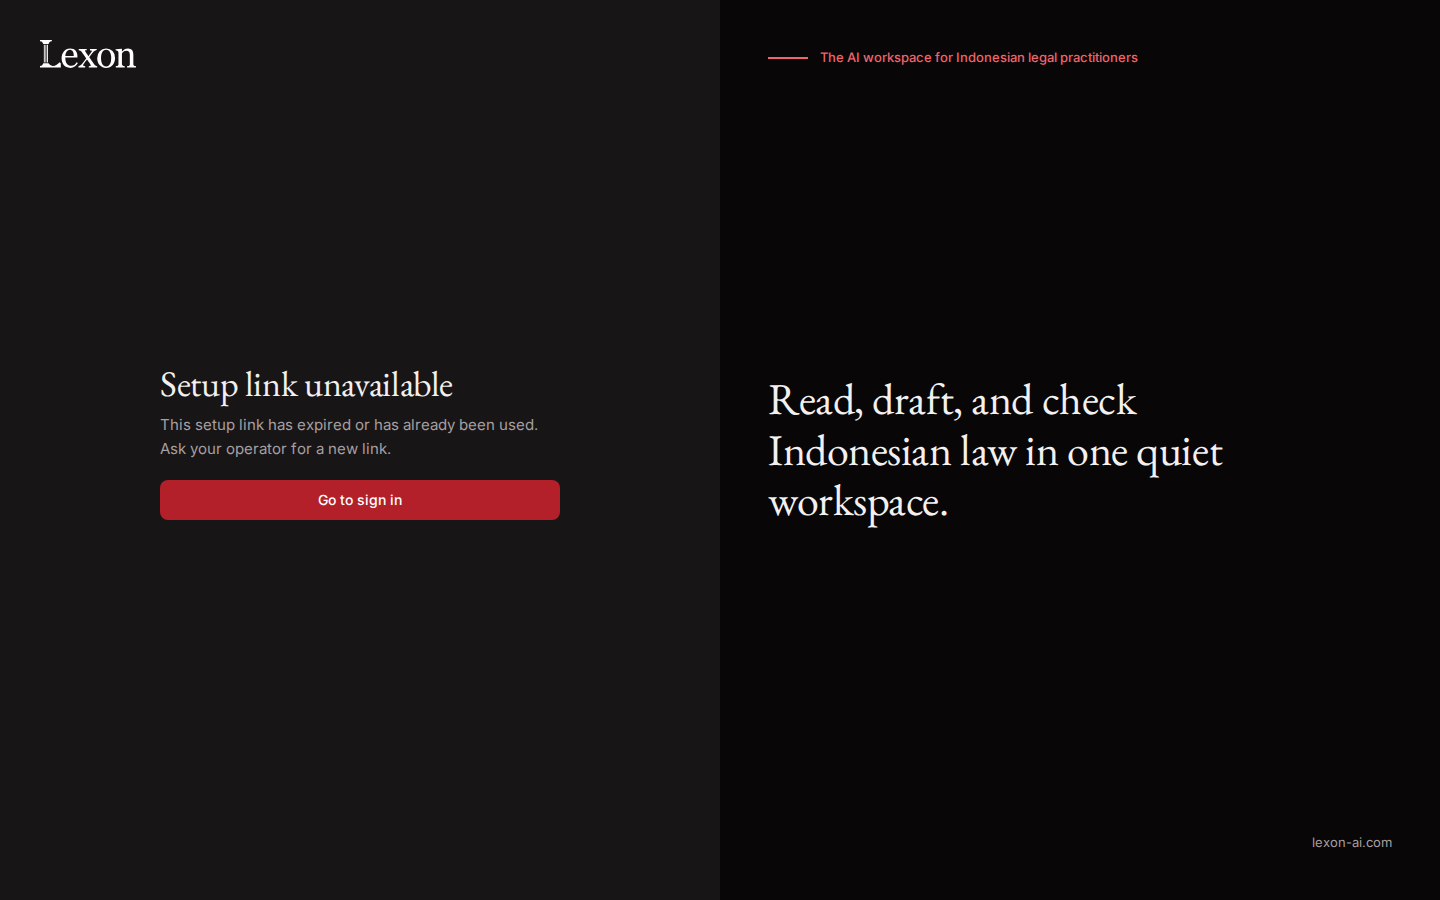 Lexon
Setup link unavailable
This setup link has expired or has already been used.
Ask your operator for a new link.
Go to sign in
The AI workspace for Indonesian legal practitioners
Read, draft, and check
Indonesian law in one quiet
workspace.
lexon-ai.com